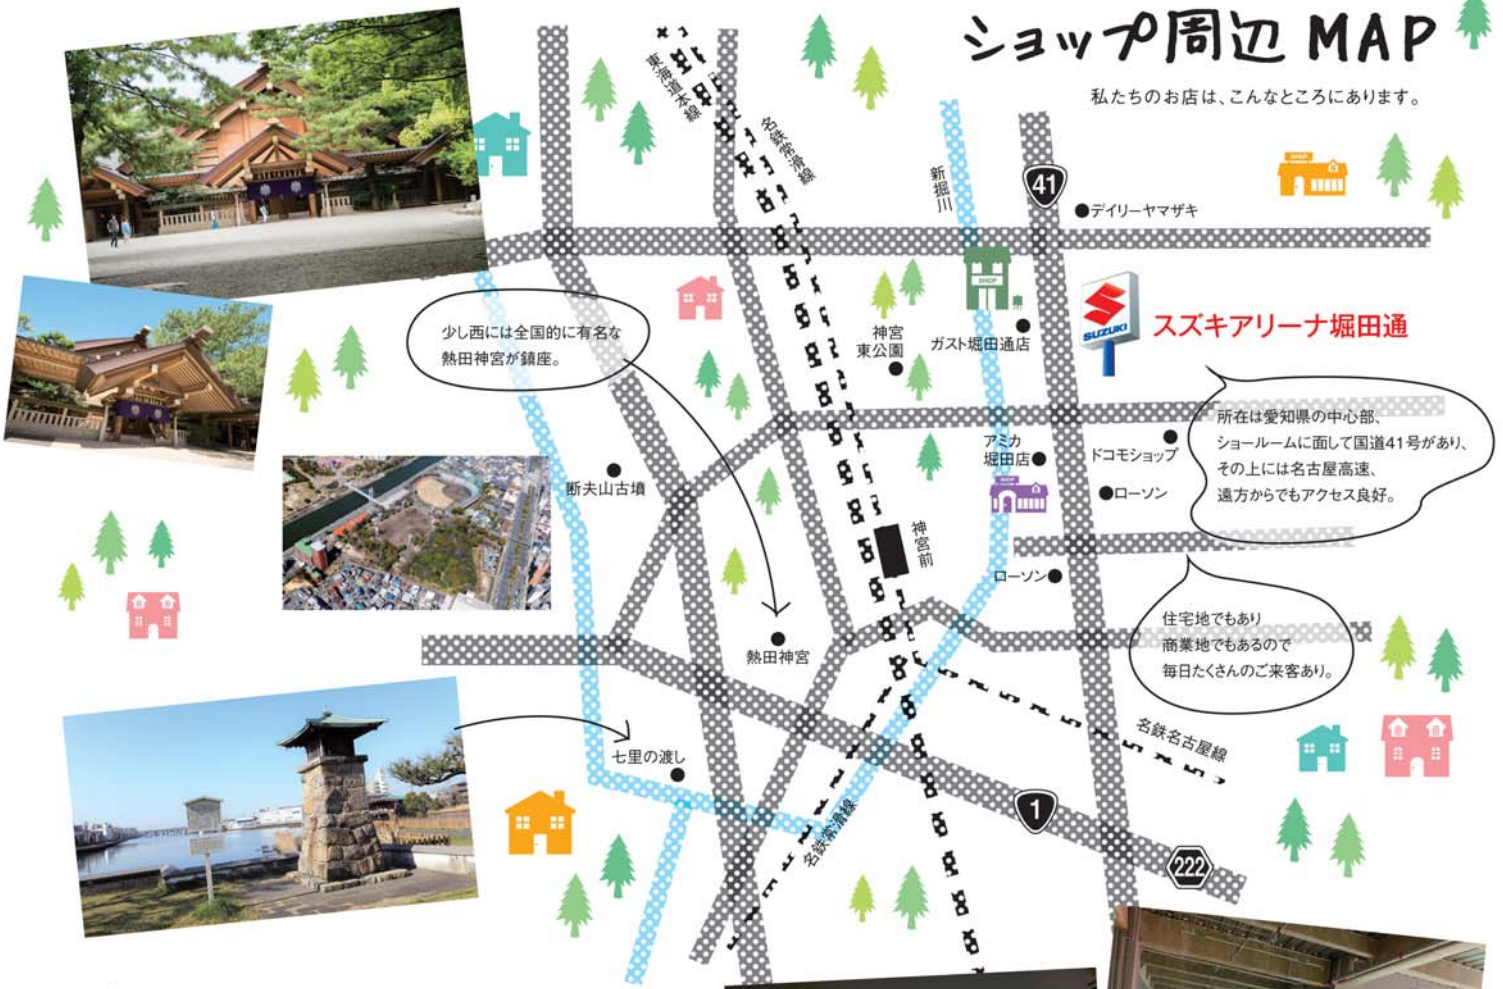 ショップ周辺 MAP
私たちのお店は、こんなところにあります。
東海道本線
名鉄常滑線
新堀川
41
デイリーヤマザキ
SHOP
SHOP
SUZUKI
スズキアリーナ堀田通
少し西には全国的に有名な
熱田神宮が鎮座。
神宮
東公園
ガスト堀田通店
所在は愛知県の中心部、
ショールームに面して国道41号があり、
その上には名古屋高速、
遠方からでもアクセス良好。
アミカ
堀田店
ドコモショップ
ローソン
SHOP
断夫山古墳
神宮前
ローソン
住宅地でもあり
商業地でもあるので
毎日たくさんのご来客あり。
熱田神宮
名鉄名古屋線
七里の渡し
1
名鉄常滑線
222